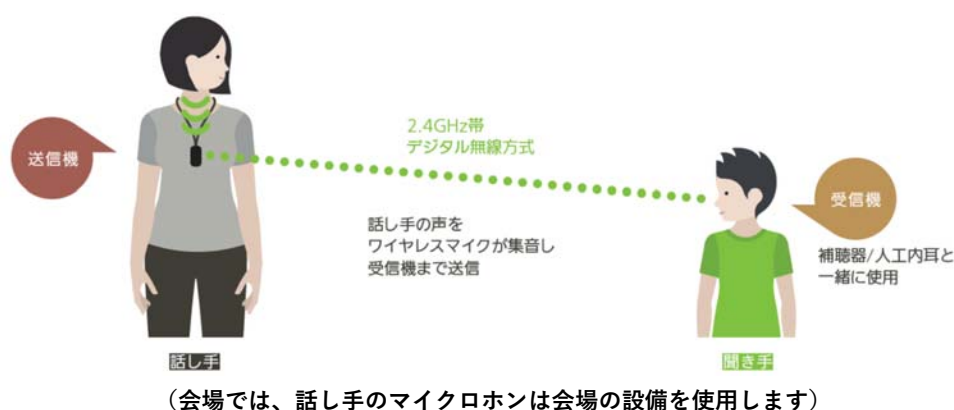 送信機
2.4GHz帯
デジタル無線方式
話し手の声を
ワイヤレスマイクが集音し
受信機まで送信
受信機
補聴器/人工内耳と
一緒に使用
話し手
聞き手
（会場では、話し手のマイクロホンは会場の設備を使用します）